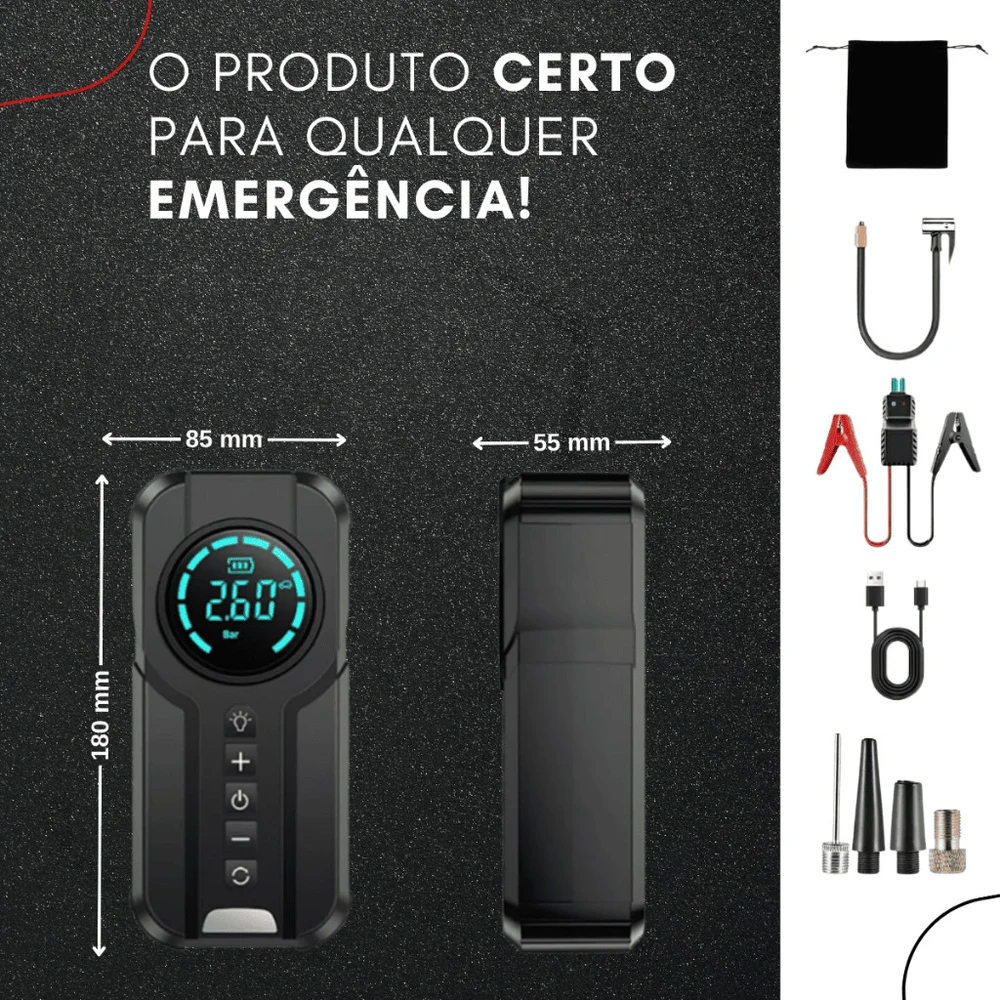 O PRODUTO CERTO
PARA QUALQUER
EMERGÊNCIA!
85 mm
55 mm
180 mm
2.60
Bar